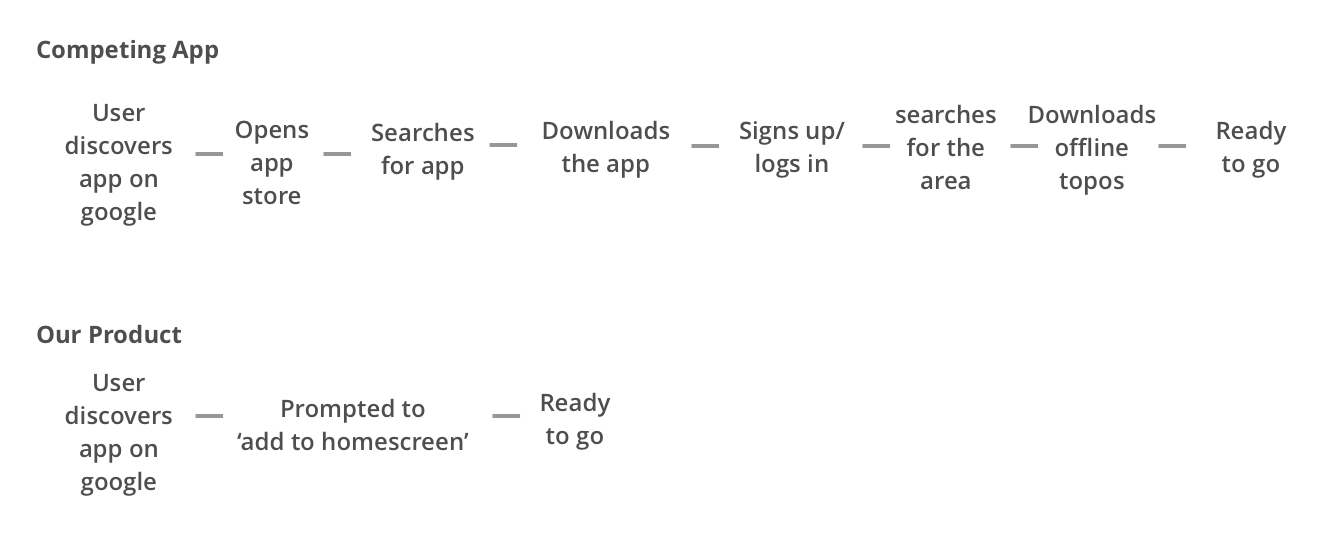 Competing App
User
discovers
app on
google
Opens
app
store
Searches
for app
Downloads
the app
Signs up/
logs in
searches
for the
area
Downloads
offline
topos
Ready
to go
Our Product
User
discovers
app on
google
Prompted to
‘add to homescreen’
Ready
to go